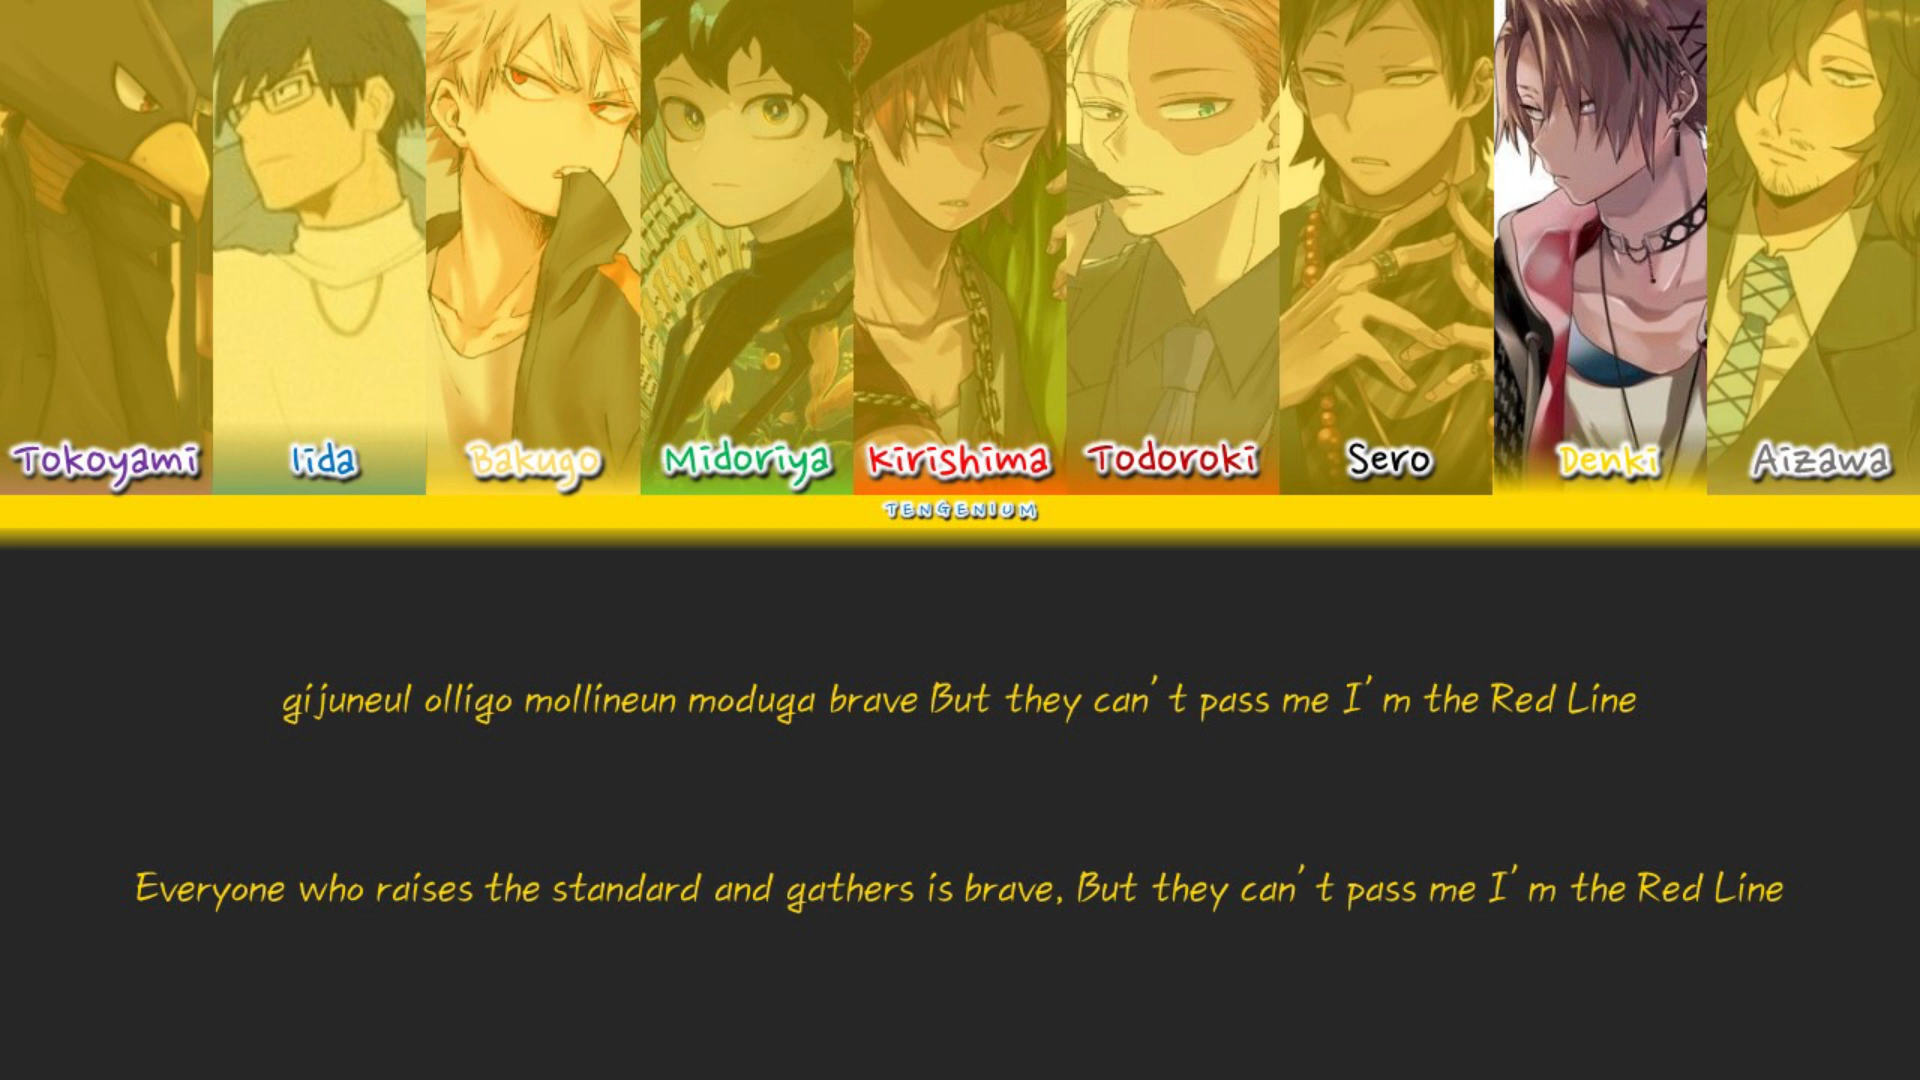 Tokoyami Iida Bakugo Midoriya Kirishima Todoroki Sero Denki Aizawa
TENGENIUM
gijuneul olligo mollineun moduga brave But they can't pass me I'm the Red Line
Everyone who raises the standard and gathers is brave, But they can't pass me I'm the Red Line